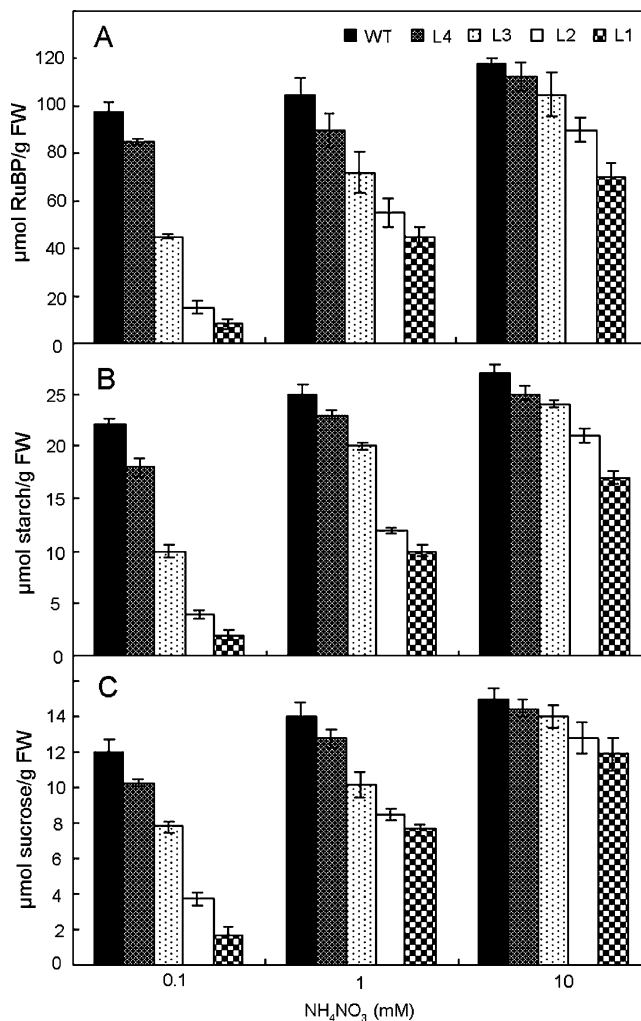 A
WT L4 L3 L2 L1
µmol RuBP/g FW
120
100
80
60
40
20
0
B
µmol starch/g FW
25
20
15
10
5
0
C
µmol sucrose/g FW
14
12
10
8
6
4
2
0
0.1 1 10
NH₄NO₃ (mM)